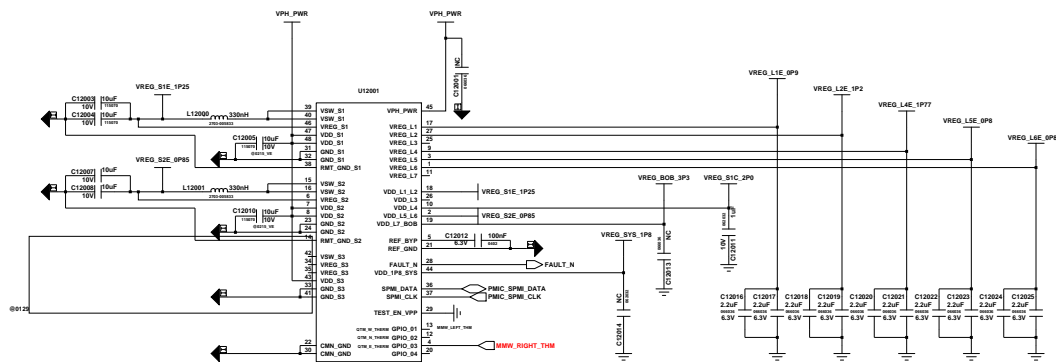 VPH_PWR
VPH_PWR
NC
C12001
U12001
VREG_S1E_1P25
C12003 10uF
10V
C12004 10uF
10V
L12000 330nH
C12005 10uF
10V
VREG_S2E_0P85
C12007 10uF
10V
C12008 10uF
L12001 330nH
C12010 10uF
10V
39 VSW_S1
40 VSW_S1
46 VREG_S1
47 VDD_S1
48 VDD_S1
31 GND_S1
32 GND_S1
38 RMT_GND_S1
15 VSW_S2
16 VSW_S2
6 VREG_S2
7 VDD_S2
8 VDD_S2
23 GND_S2
24 GND_S2
14 RMT_GND_S2
42 VSW_S3
34 VREG_S3
35 VREG_S3
43 VDD_S3
33 GND_S3
41 GND_S3
22 CMN_GND
30 CMN_GND
@0129
VPH_PWR 45
VREG_L1 17
VREG_L2 27
VREG_L3 25
VREG_L4 9
VREG_L5 3
VREG_L6 1
VREG_L7 11
VDD_L1_L2 18 VREG_S1E_1P25
VDD_L3 26
VDD_L4 10
VDD_L5_L6 2 VREG_S2E_0P85
VDD_L7_BOB 19
REF_BYP 5
REF_GND 21
C12012 100nF
6.3V
FAULT_N 28 FAULT_N
VDD_1P8_SYS 44
SPMI_DATA 36 PMIC_SPMI_DATA
SPMI_CLK 37 PMIC_SPMI_CLK
TEST_EN_VPP 29
GPIO_01 13 MMW_LEFT_THM
GPIO_02 12
GPIO_03 4 MMW_RIGHT_THM
GPIO_04 20
QTM_W_THERM
QTM_N_THERM
QTM_E_THERM
VREG_BOB_3P3
NC
C12013
VREG_S1C_2P0
1uF
10V
C12011
VREG_SYS_1P8
NC
C12014
VREG_L1E_0P9
VREG_L2E_1P2
VREG_L4E_1P77
VREG_L5E_0P8
VREG_L6E_0P8
C12016 C12017 C12018 C12019 C12020 C12021 C12022 C12023 C12024 C12025
2.2uF 2.2uF 2.2uF 2.2uF 2.2uF 2.2uF 2.2uF 2.2uF 2.2uF 2.2uF
6.3V 6.3V 6.3V 6.3V 6.3V 6.3V 6.3V 6.3V 6.3V 6.3V